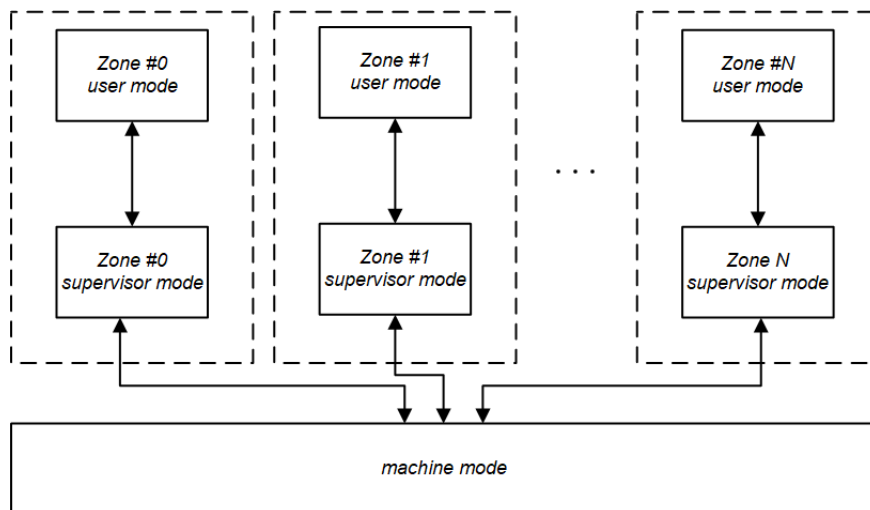 Zone #0
user mode
Zone #1
user mode
Zone #N
user mode
. . .
Zone #0
supervisor mode
Zone #1
supervisor mode
Zone N
supervisor mode
machine mode